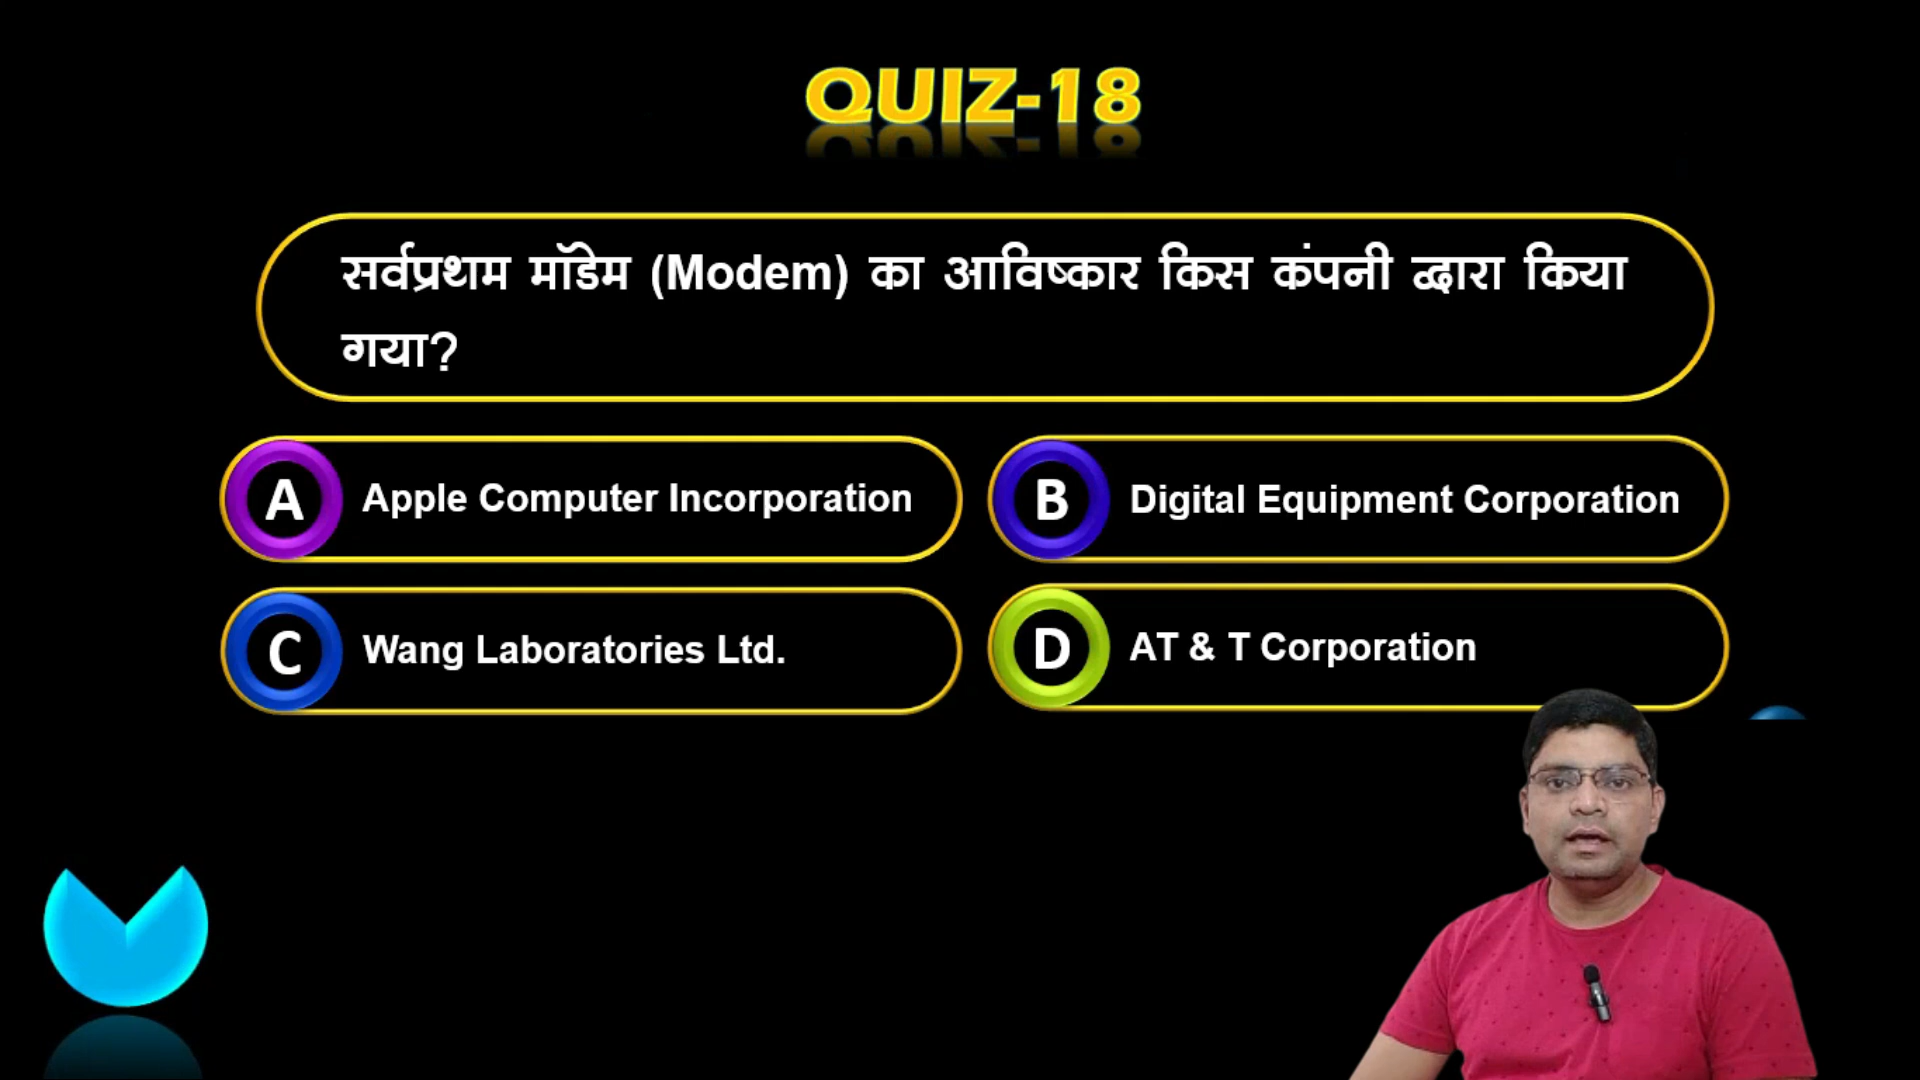 QUIZ-18
सर्वप्रथम मॉडेम (Modem) का आविष्कार किस कंपनी द्वारा किया
गया?
A Apple Computer Incorporation
B Digital Equipment Corporation
C Wang Laboratories Ltd.
D AT & T Corporation